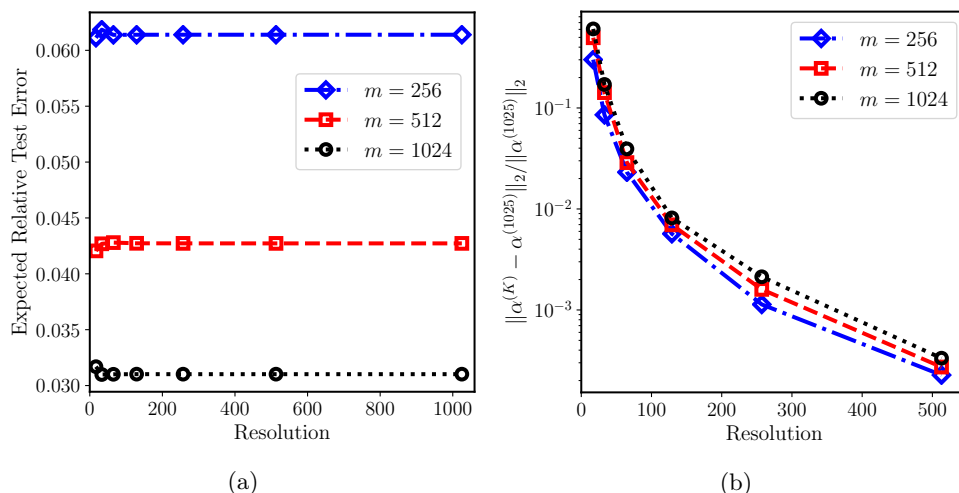 Expected Relative Test Error
0.060
0.055
0.050
0.045
0.040
0.035
0.030
m = 256
m = 512
m = 1024
0 200 400 600 800 1000
Resolution
(a)
||α^(K) − α^(1025)||₂/||α^(1025)||₂
10⁻¹
10⁻²
10⁻³
m = 256
m = 512
m = 1024
0 100 200 300 400 500
Resolution
(b)